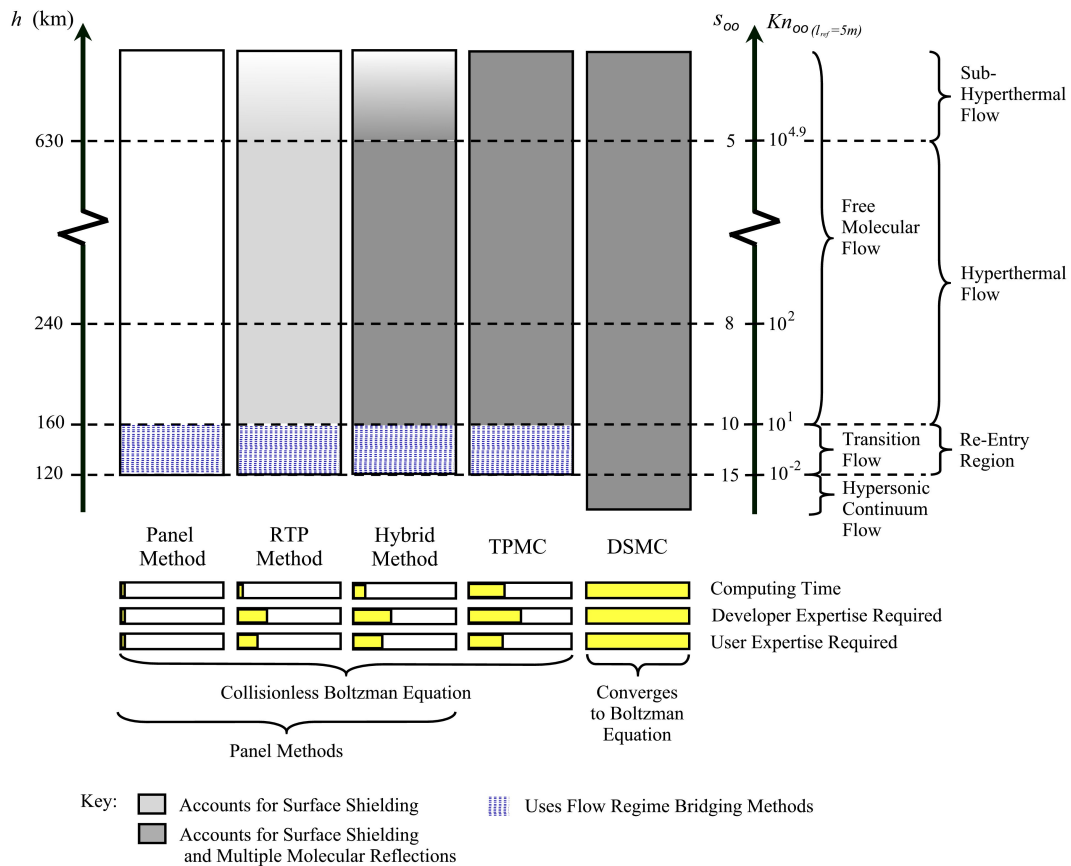 h (km)
s∞
Kn∞ (l_ref=5m)
630
5
10^4.9
240
8
10^2
160
10
10^1
120
15
10^-2
Sub-
Hyperthermal
Flow
Free
Molecular
Flow
Hyperthermal
Flow
Transition
Flow
Re-Entry
Region
Hypersonic
Continuum
Flow
Panel
Method
RTP
Method
Hybrid
Method
TPMC
DSMC
Computing Time
Developer Expertise Required
User Expertise Required
Collisionless Boltzman Equation
Converges
to Boltzman
Equation
Panel Methods
Key:
Accounts for Surface Shielding
Uses Flow Regime Bridging Methods
Accounts for Surface Shielding
and Multiple Molecular Reflections